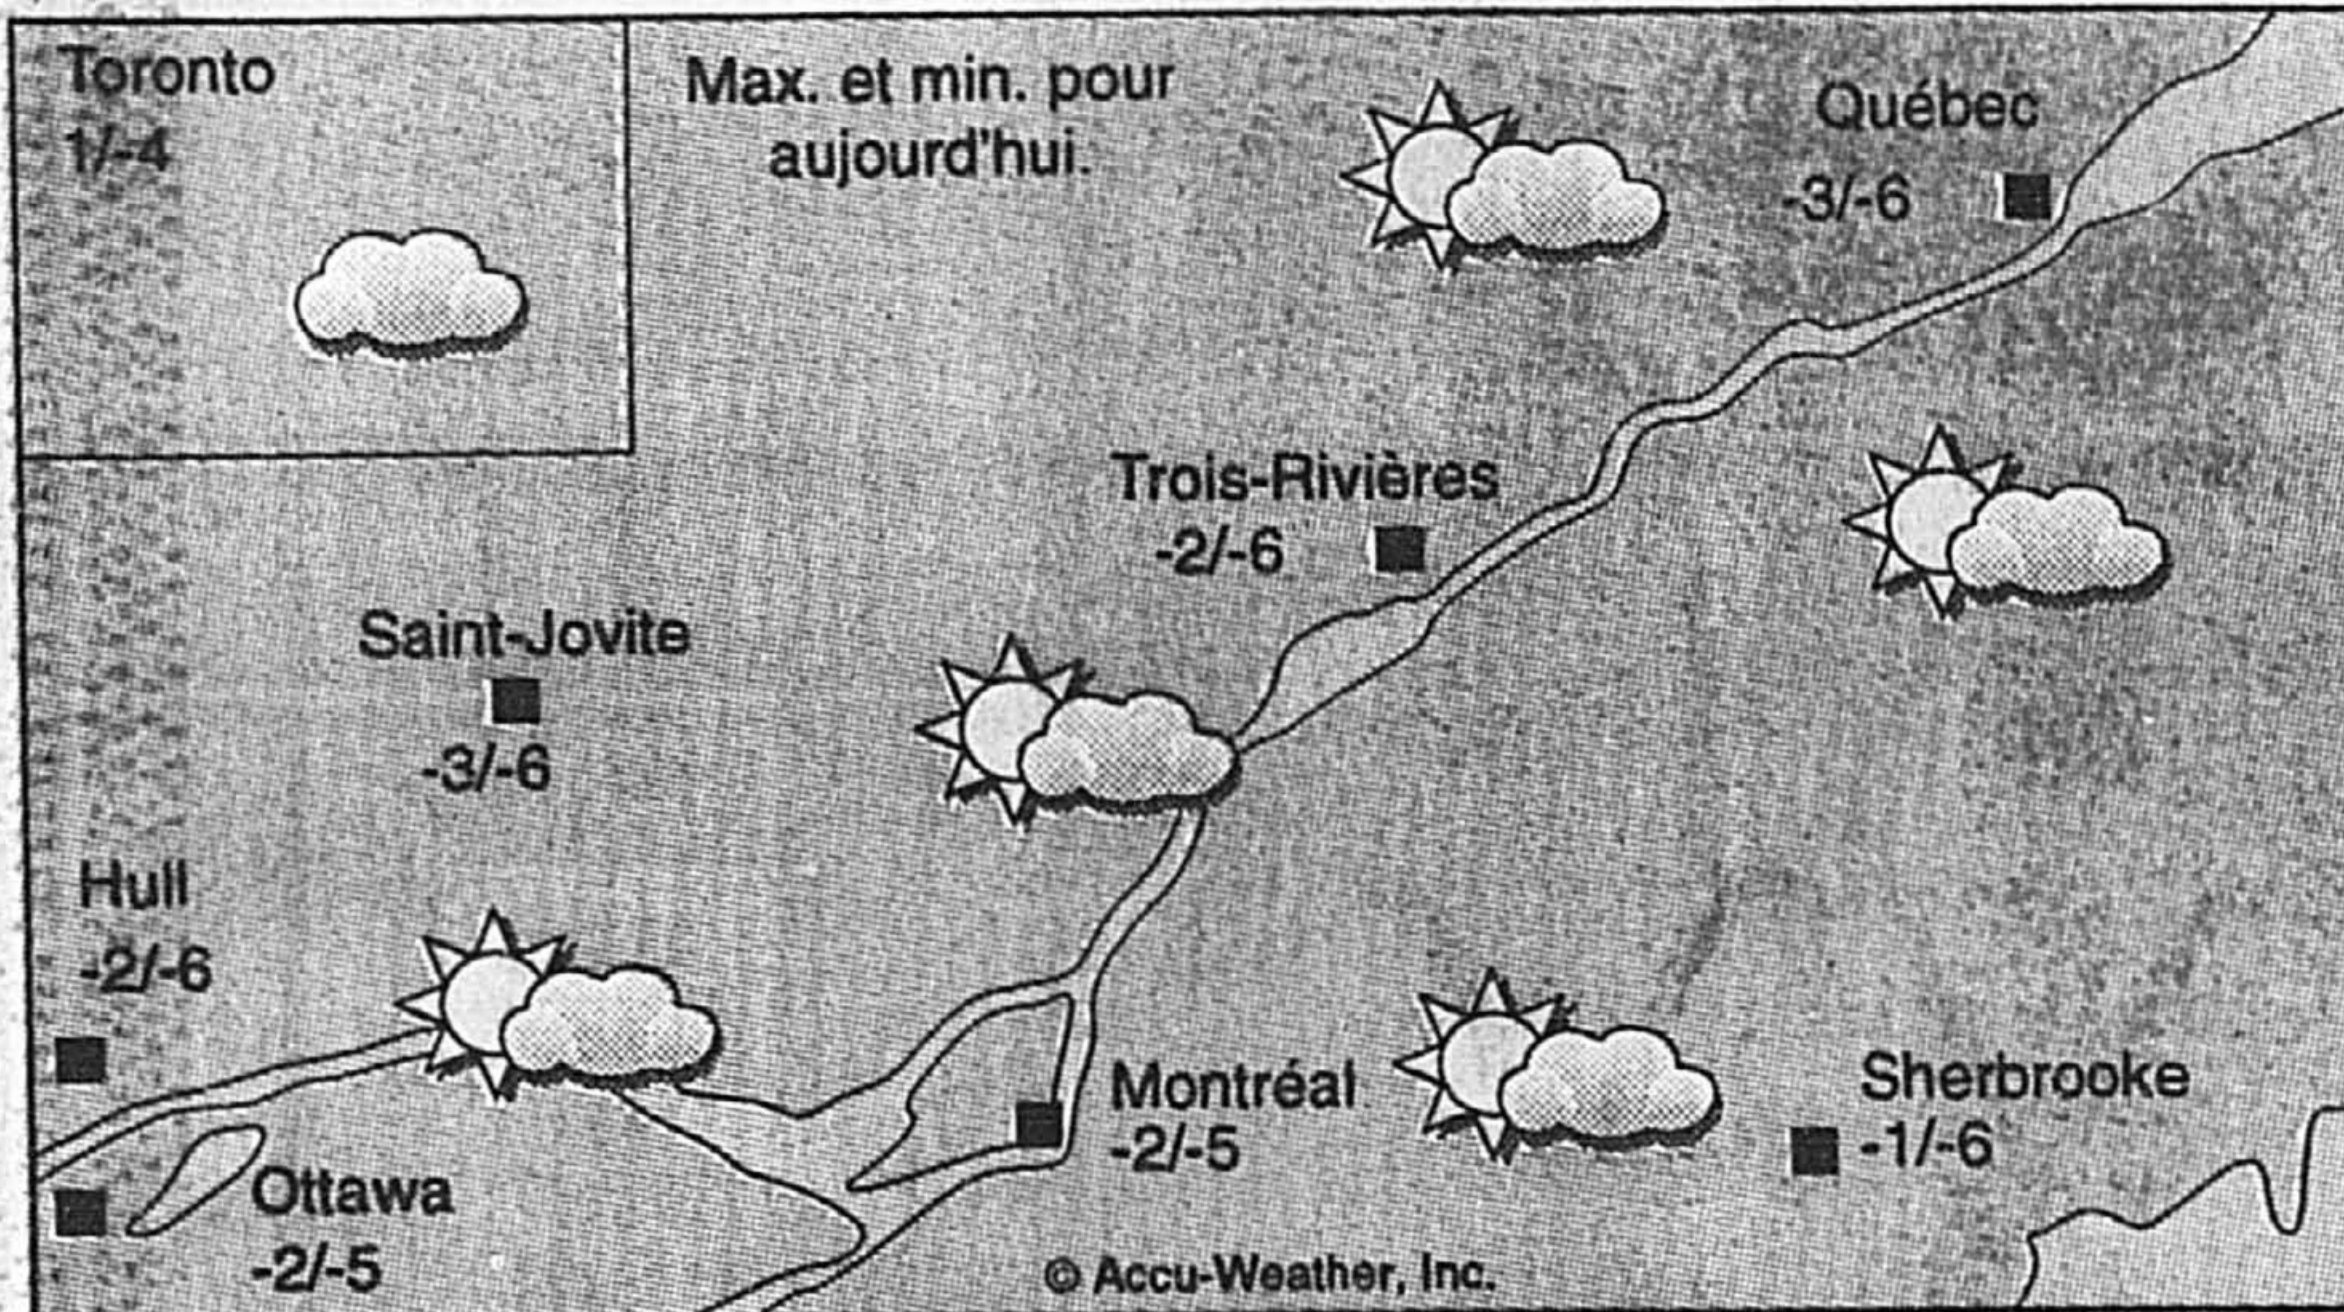 Toronto
1/-4
Max. et min. pour
aujourd'hui.
Québec
-3/-6
Trois-Rivières
-2/-6
Saint-Jovite
-3/-6
Hull
-2/-6
Montréal
-2/-5
Sherbrooke
-1/-6
Ottawa
-2/-5
© Accu-Weather, Inc.